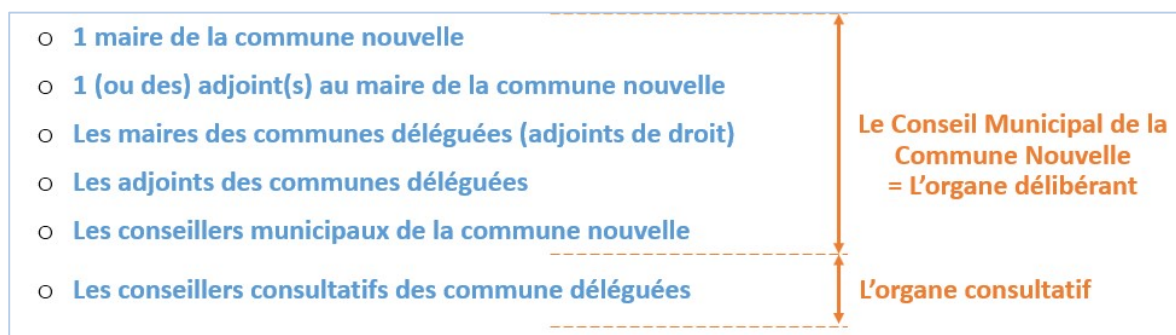 o 1 maire de la commune nouvelle
o 1 (ou des) adjoint(s) au maire de la commune nouvelle
o Les maires des communes déléguées (adjoints de droit)
o Les adjoints des communes déléguées
o Les conseillers municipaux de la commune nouvelle
o Les conseillers consultatifs des commune déléguées
Le Conseil Municipal de la
Commune Nouvelle
= L'organe délibérant
L'organe consultatif